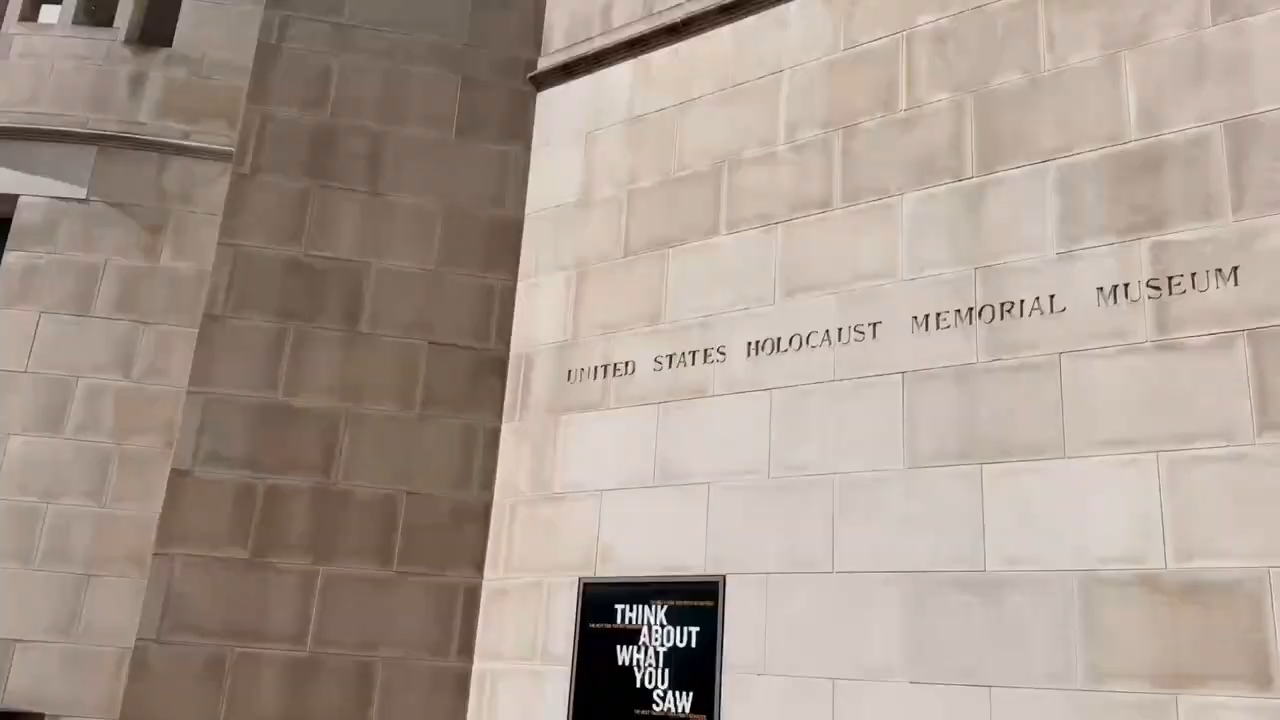 UNITED STATES HOLOCAUST MEMORIAL MUSEUM
THINK
ABOUT
WHAT
YOU
SAW